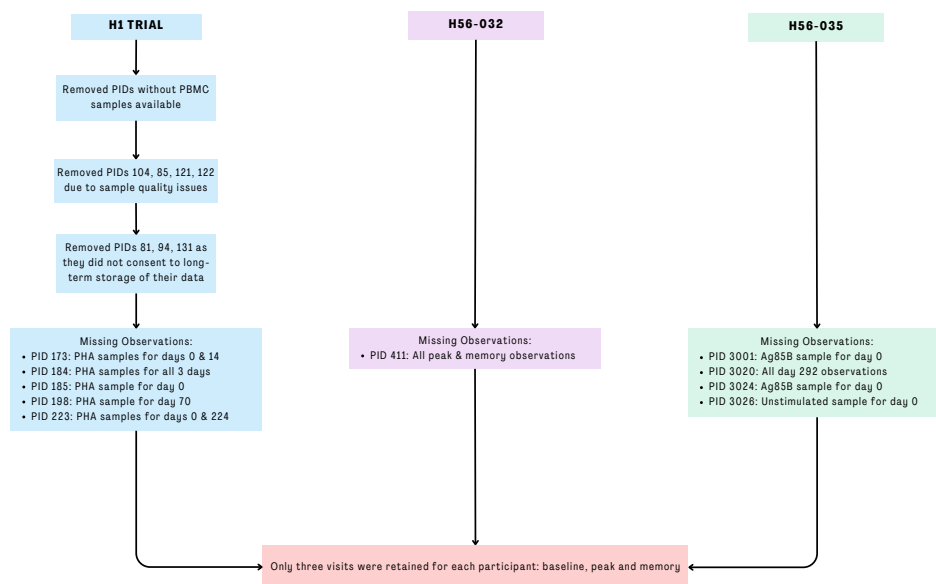 H1 TRIAL
Removed PIDs without PBMC
samples available
Removed PIDs 104, 85, 121, 122
due to sample quality issues
Removed PIDs 81, 94, 131 as
they did not consent to long-
term storage of their data
Missing Observations:
• PID 173: PHA samples for days 0 & 14
• PID 184: PHA samples for all 3 days
• PID 185: PHA sample for day 0
• PID 198: PHA sample for day 70
• PID 223: PHA samples for days 0 & 224
H56-032
Missing Observations:
• PID 411: All peak & memory observations
H56-035
Missing Observations:
• PID 3001: Ag85B sample for day 0
• PID 3020: All day 292 observations
• PID 3024: Ag85B sample for day 0
• PID 3026: Unstimulated sample for day 0
Only three visits were retained for each participant: baseline, peak and memory